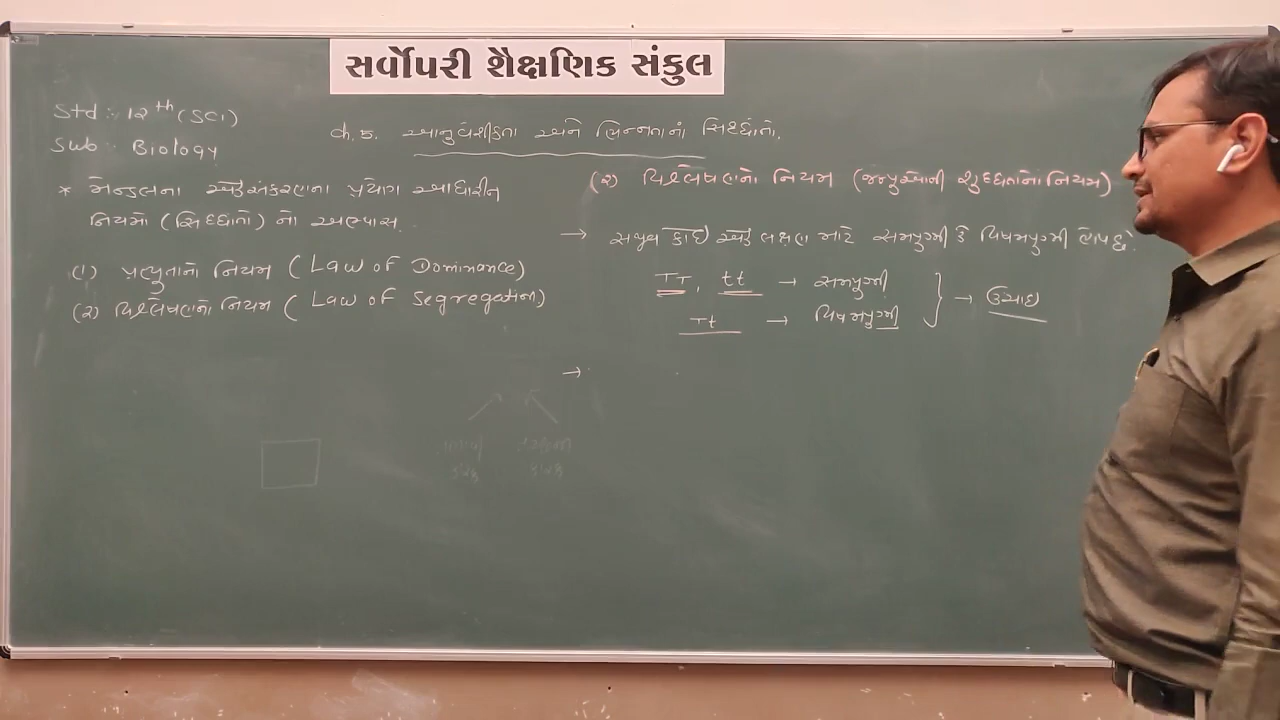 સર્વોપરી શૈક્ષણિક સંકુલ
Std :- 12th (SCI)
Sub :- Biology
ch. 5. આનુવંશીકતા અને ભિન્નતાનાં સિદ્ધાંતો.
* મેન્ડલના એકસંકરણના પ્રયોગ આધારીત
નિયમો (સિદ્ધાંતો) નો અભ્યાસ.
(1) પ્રભુતાનો નિયમ (Law of Dominance)
(2) વિશ્લેષણનો નિયમ (Law of Segregation)
(2) વિશ્લેષણનો નિયમ (જન્યુઓની શુદ્ધતાનો નિયમ)
→ સજીવ કોઈ એક લક્ષણ માટે સમયુગ્મી કે વિષમયુગ્મી હોય છે.
TT, tt → સમયુગ્મી
Tt → વિષમયુગ્મી } →
→